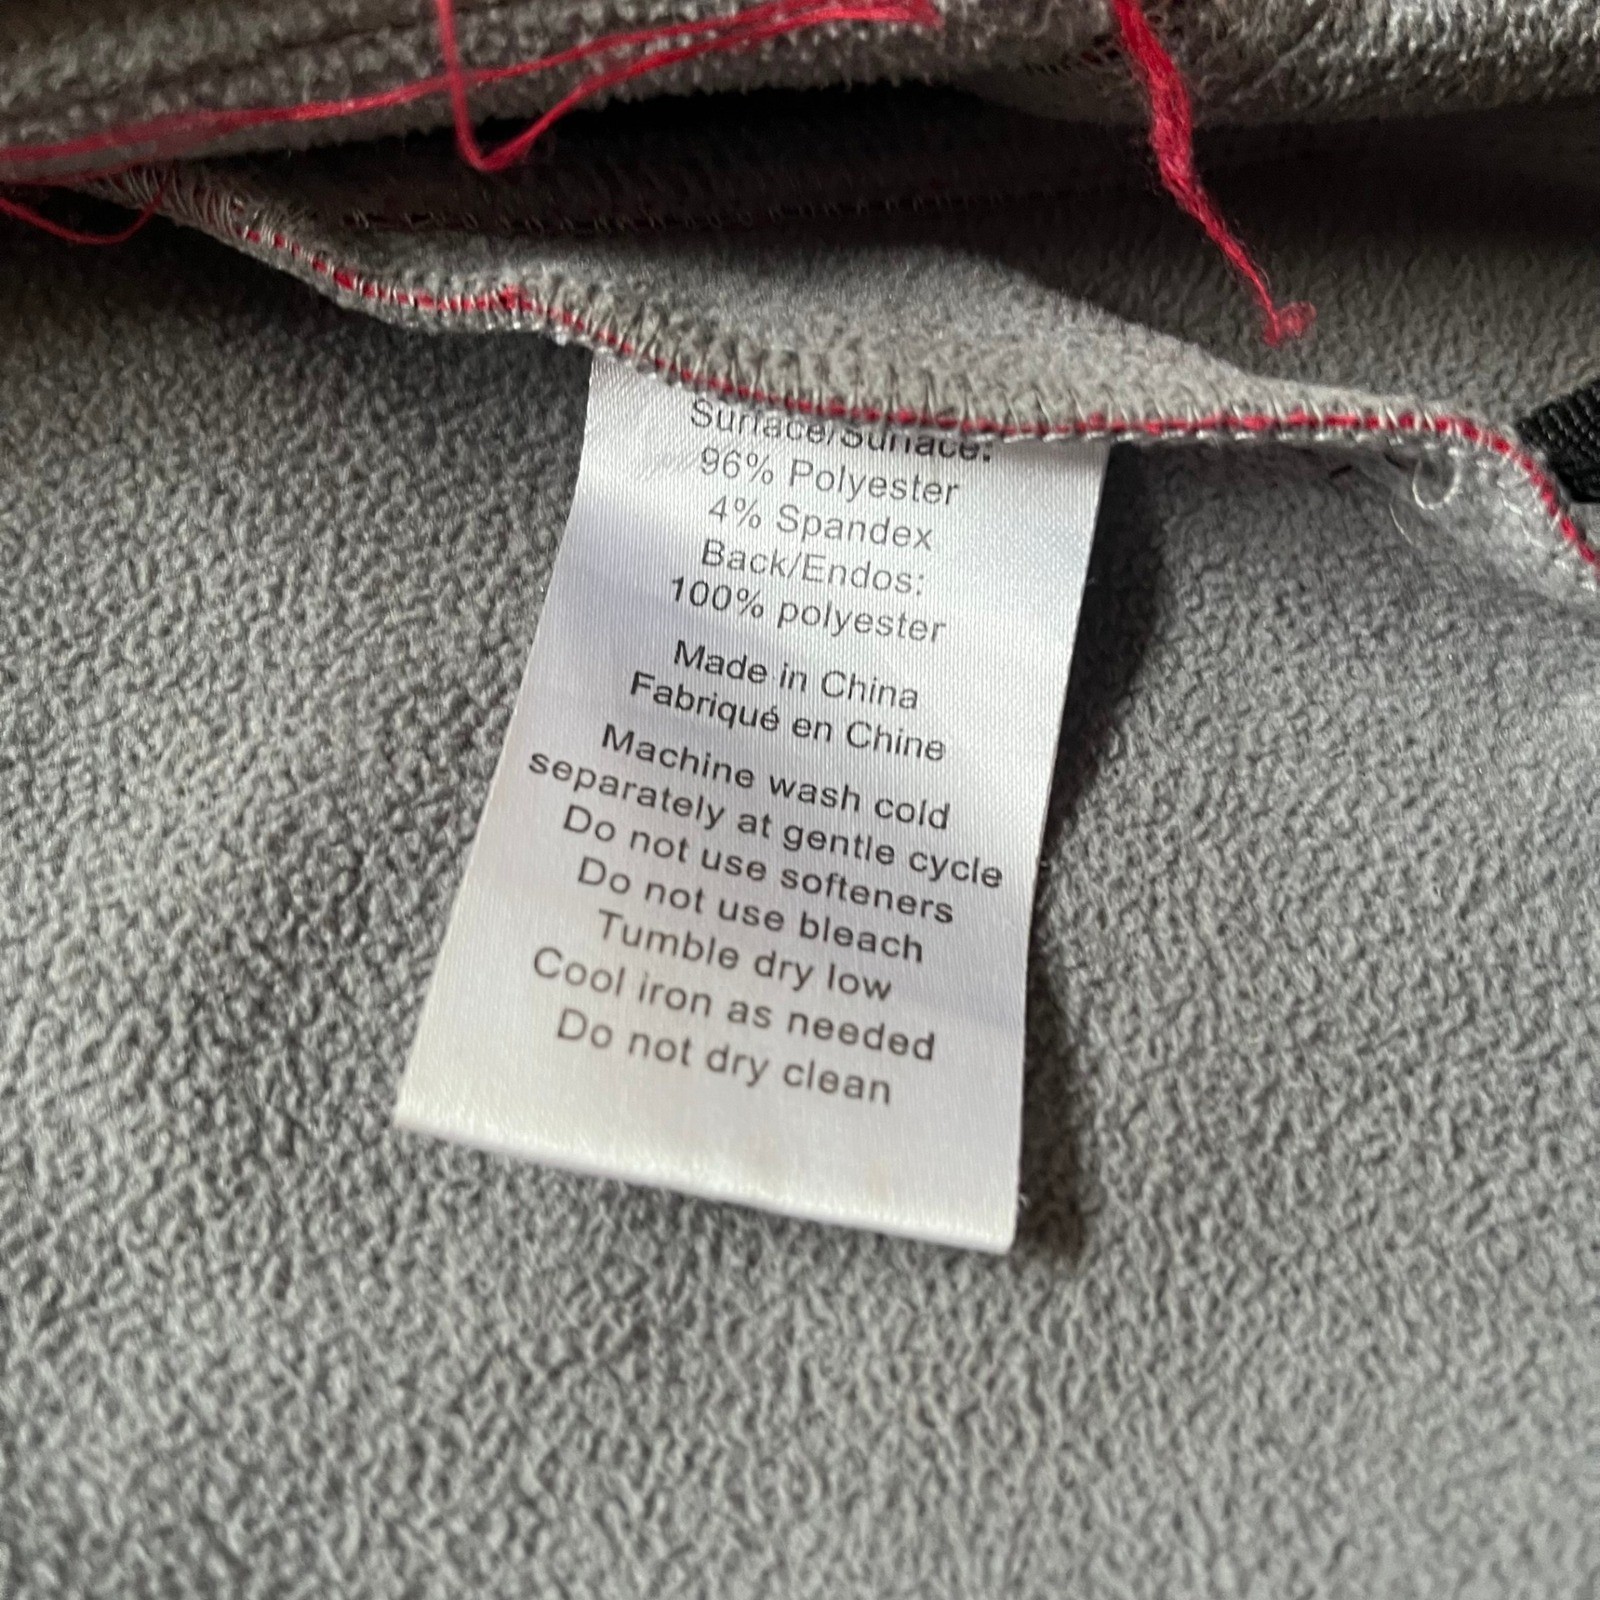 Surface/Surface:
96% Polyester
4% Spandex
Back/Endos:
100% polyester
Made in China
Fabriqué en Chine
Machine wash cold
separately at gentle cycle
Do not use softeners
Do not use bleach
Tumble dry low
Cool iron as needed
Do not dry clean